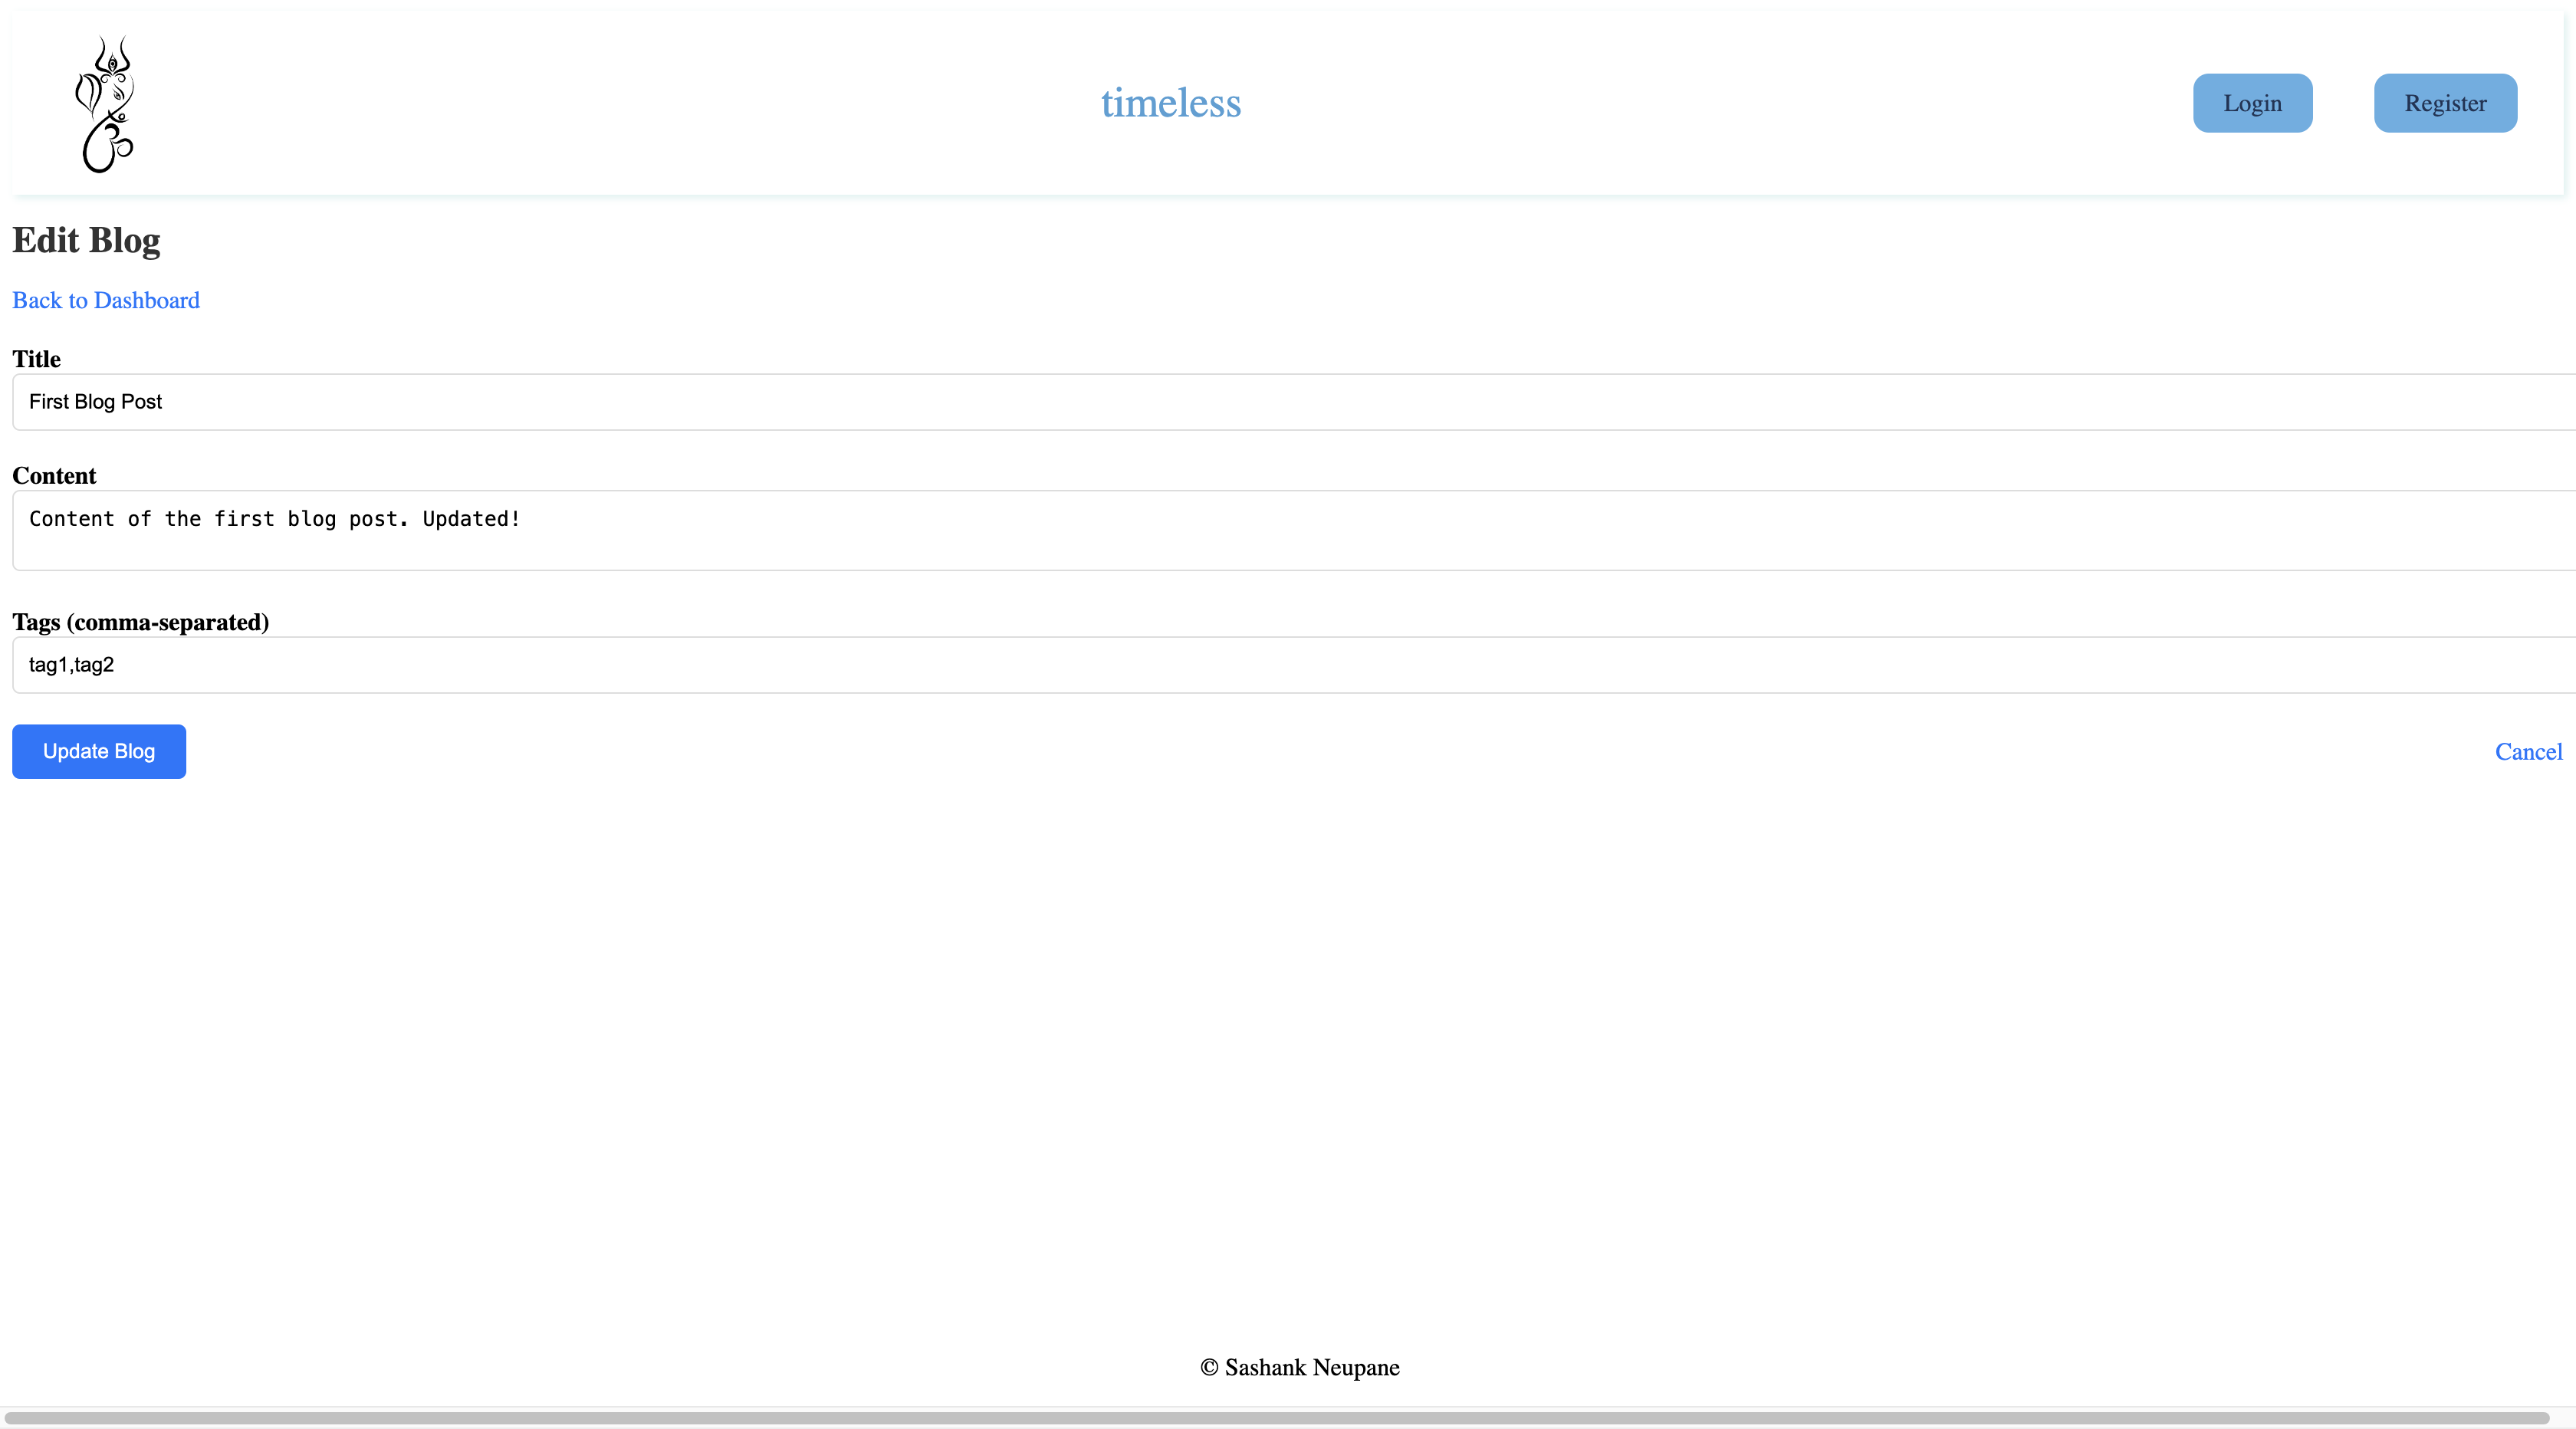 timeless
Login
Register
Edit Blog
Back to Dashboard
Title
First Blog Post
Content
Content of the first blog post. Updated!
Tags (comma-separated)
tag1,tag2
Update Blog
Cancel
© Sashank Neupane